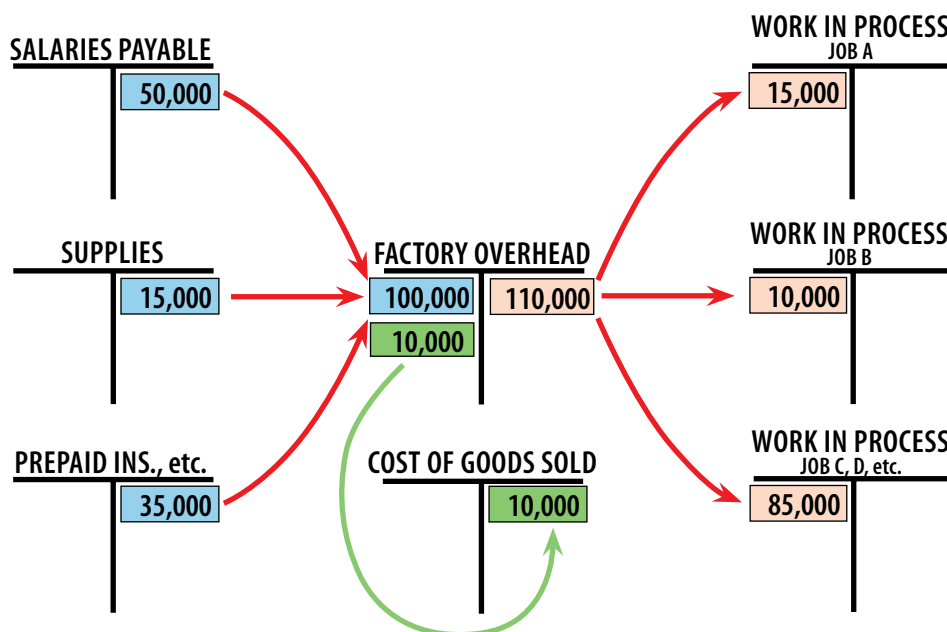 SALARIES PAYABLE
50,000
SUPPLIES
15,000
PREPAID INS., etc.
35,000
FACTORY OVERHEAD
100,000 110,000
10,000
COST OF GOODS SOLD
10,000
WORK IN PROCESS
JOB A
15,000
WORK IN PROCESS
JOB B
10,000
WORK IN PROCESS
JOB C, D, etc.
85,000